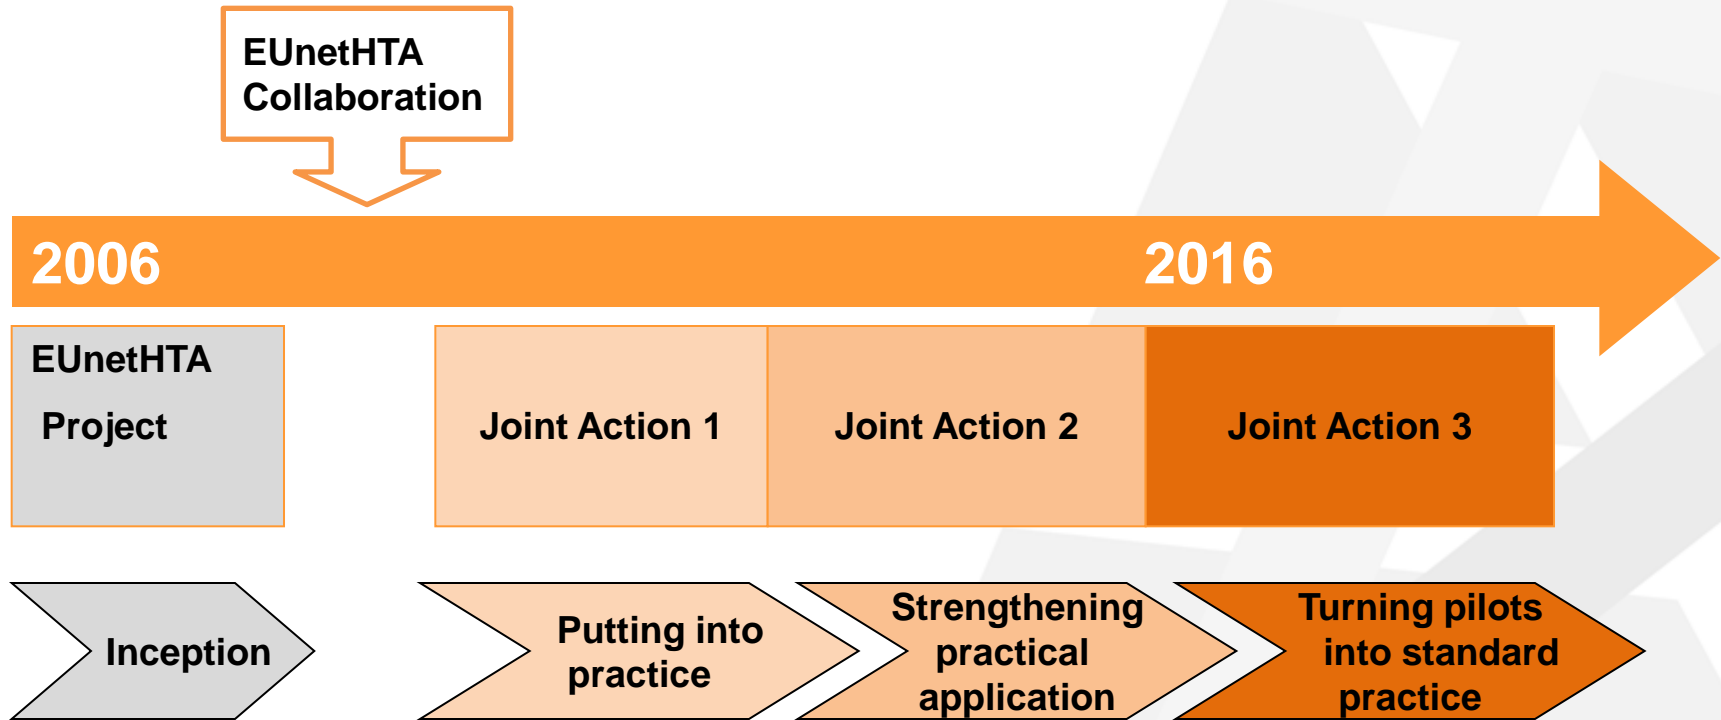 EUnetHTA
Collaboration
2006
2016
EUnetHTA
Project
Joint Action 1
Joint Action 2
Joint Action 3
Inception
Putting into
practice
Strengthening
practical
application
Turning pilots
into standard
practice